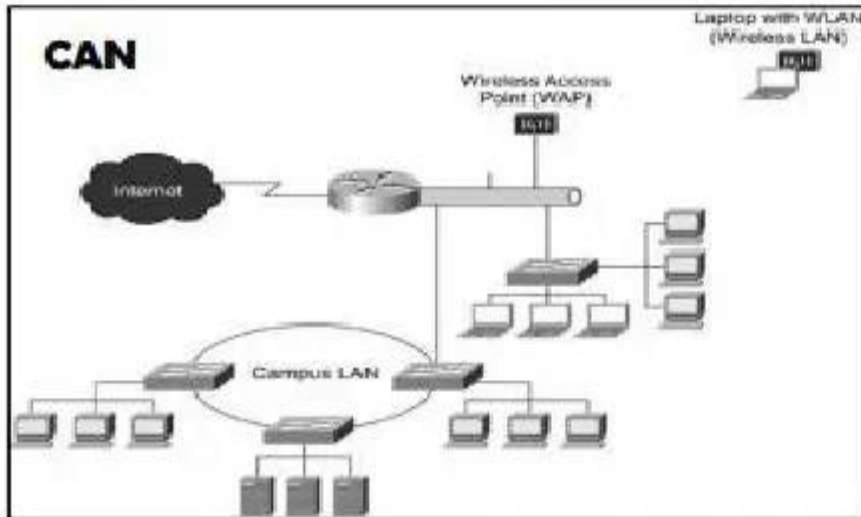 CAN
Laptop with WLAN
(Wireless LAN)
Wireless Access
Point (WAP)
Internet
Campus LAN